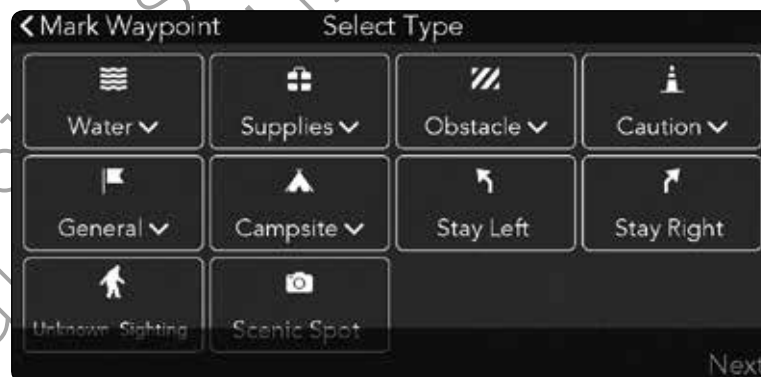 Mark Waypoint Select Type
Water Supplies Obstacle Caution
General Campsite Stay Left Stay Right
Unknown Sighting Scenic Spot
Next